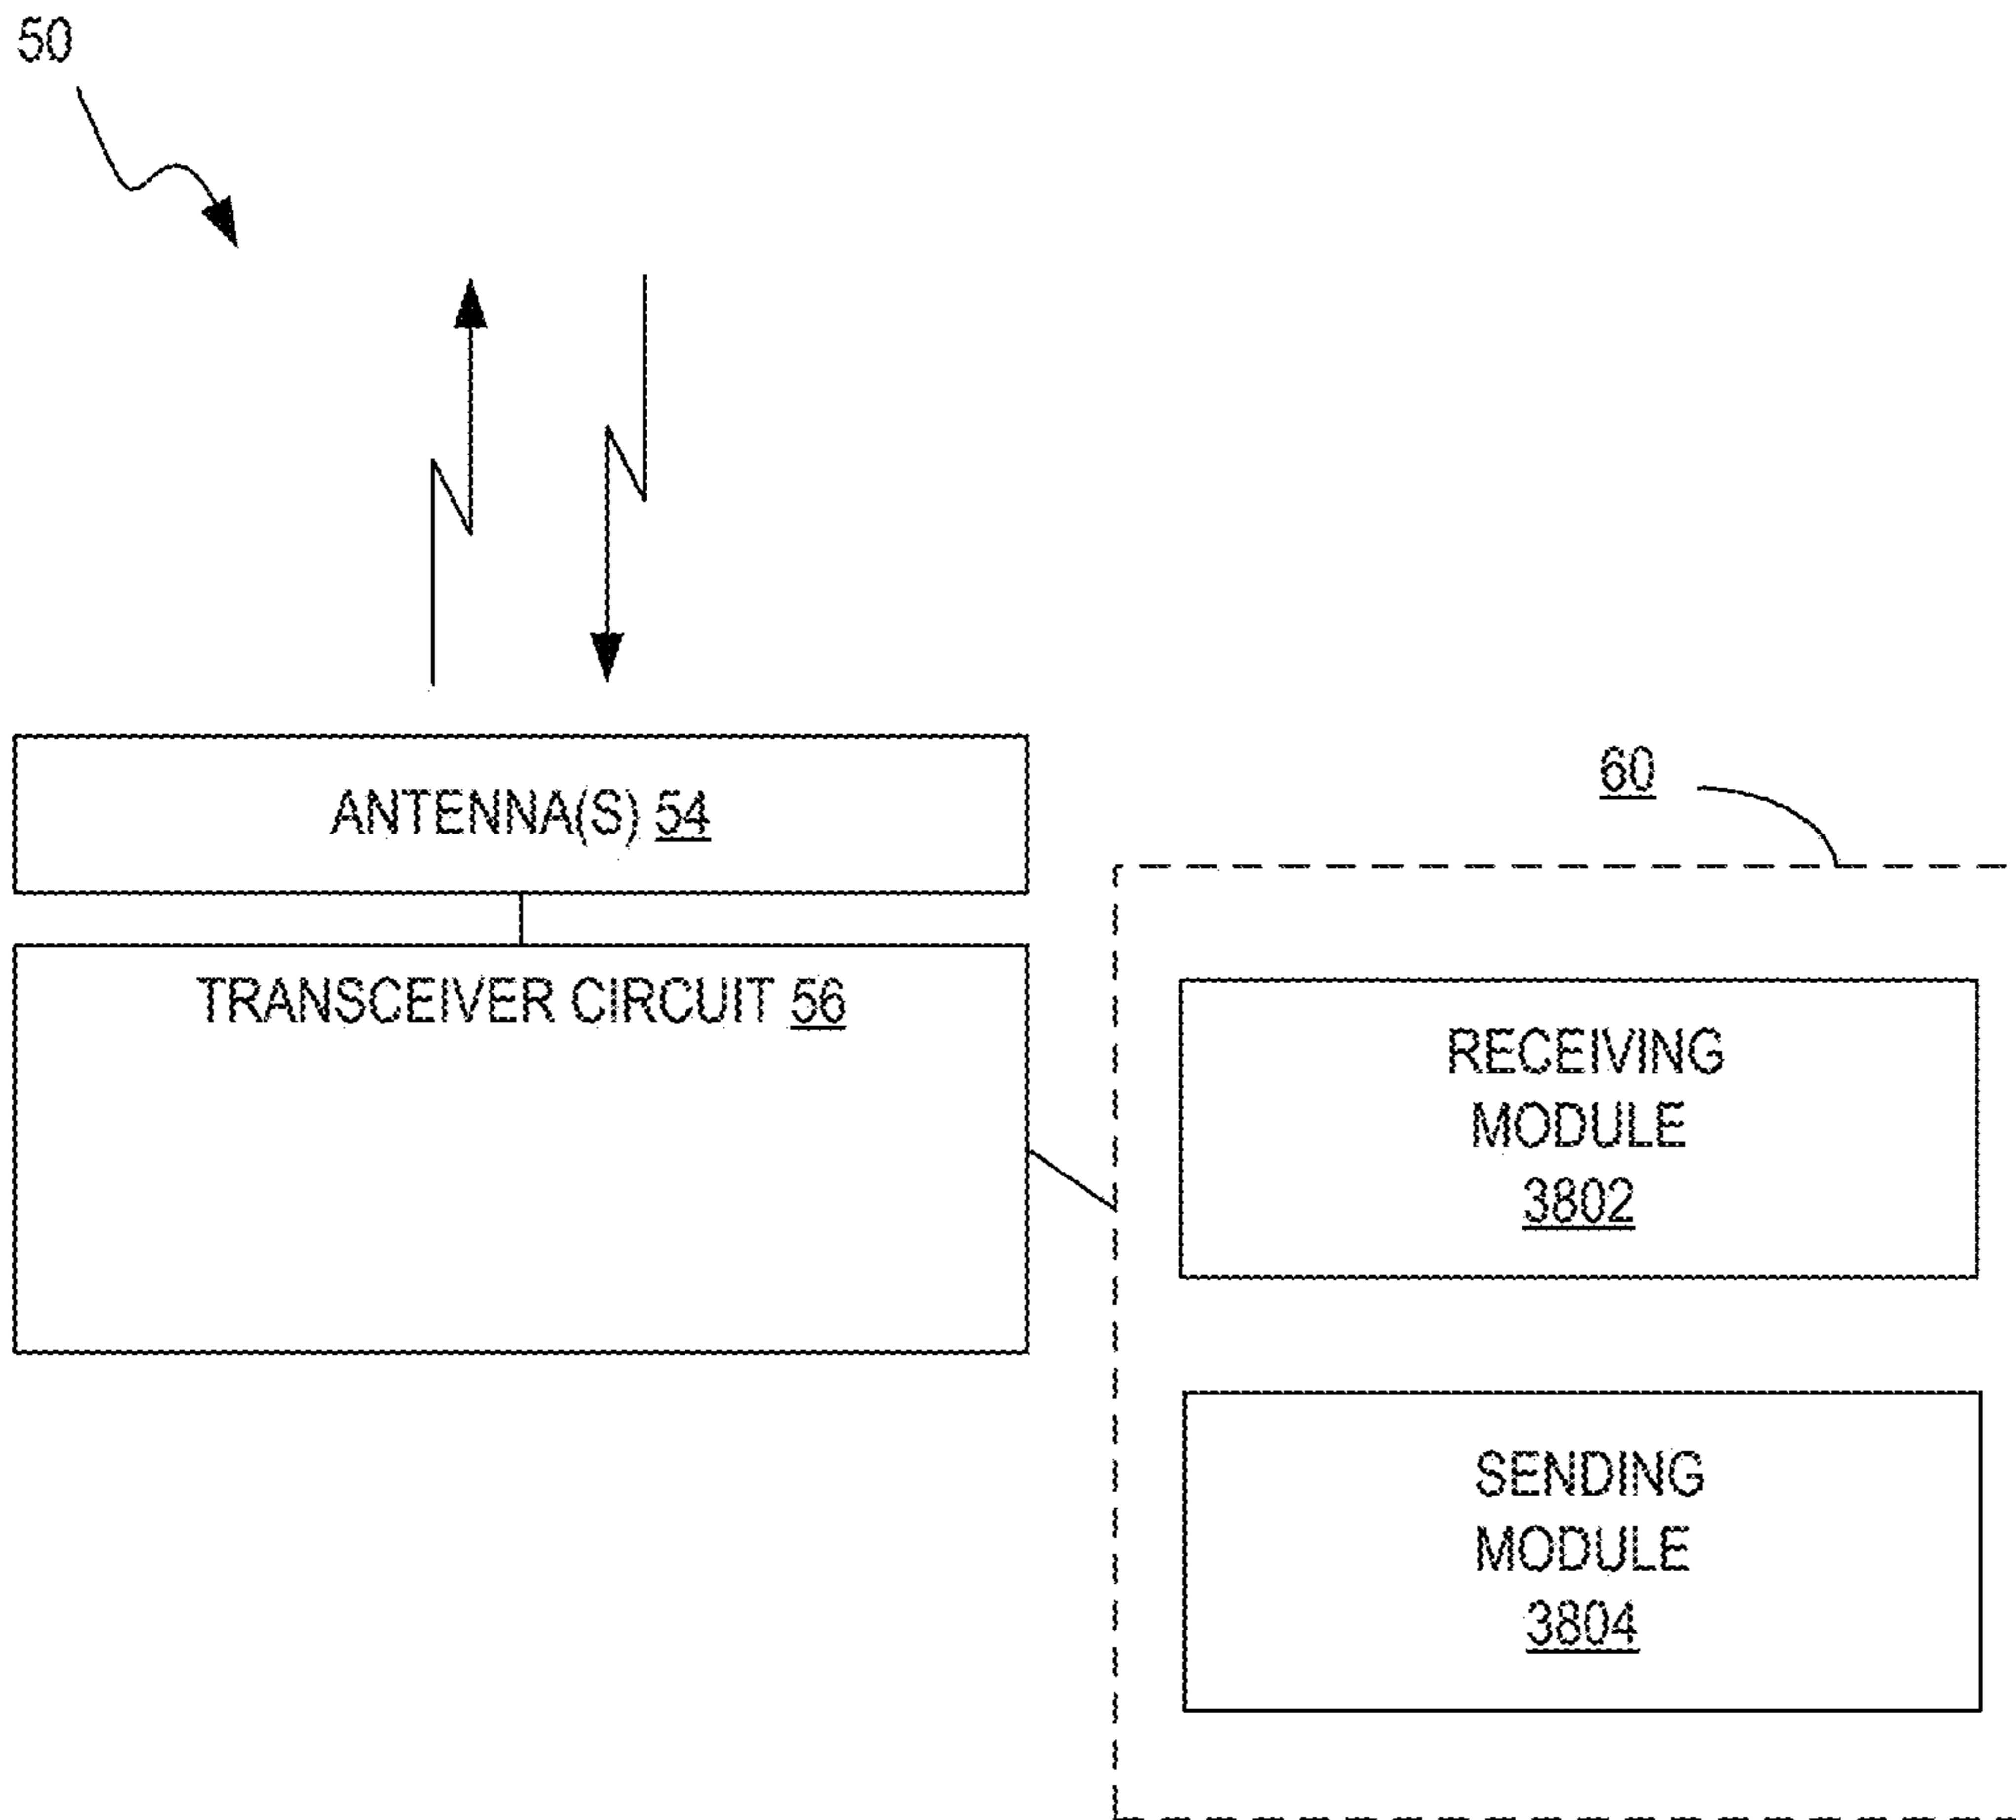 50
ANTENNA(S) 54
60
TRANSCEIVER CIRCUIT 56
RECEIVING
MODULE
3802
SENDING
MODULE
3804